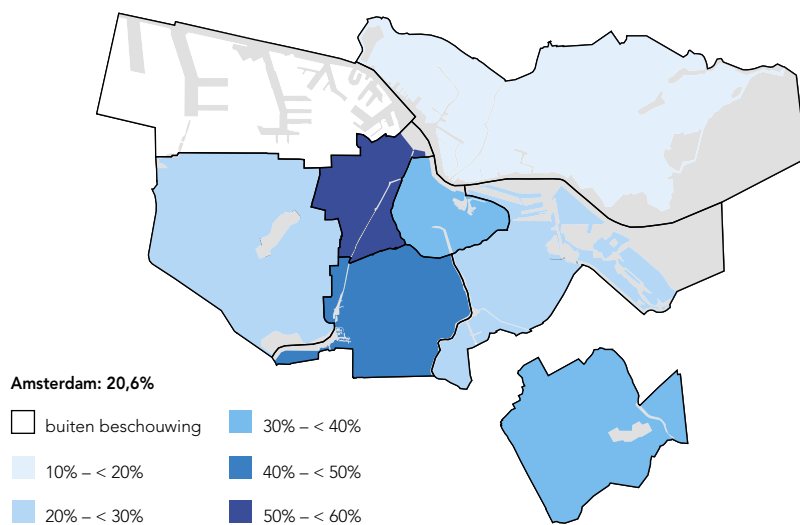 Amsterdam: 20,6%
buiten beschouwing
10% – < 20%
20% – < 30%
30% – < 40%
40% – < 50%
50% – < 60%